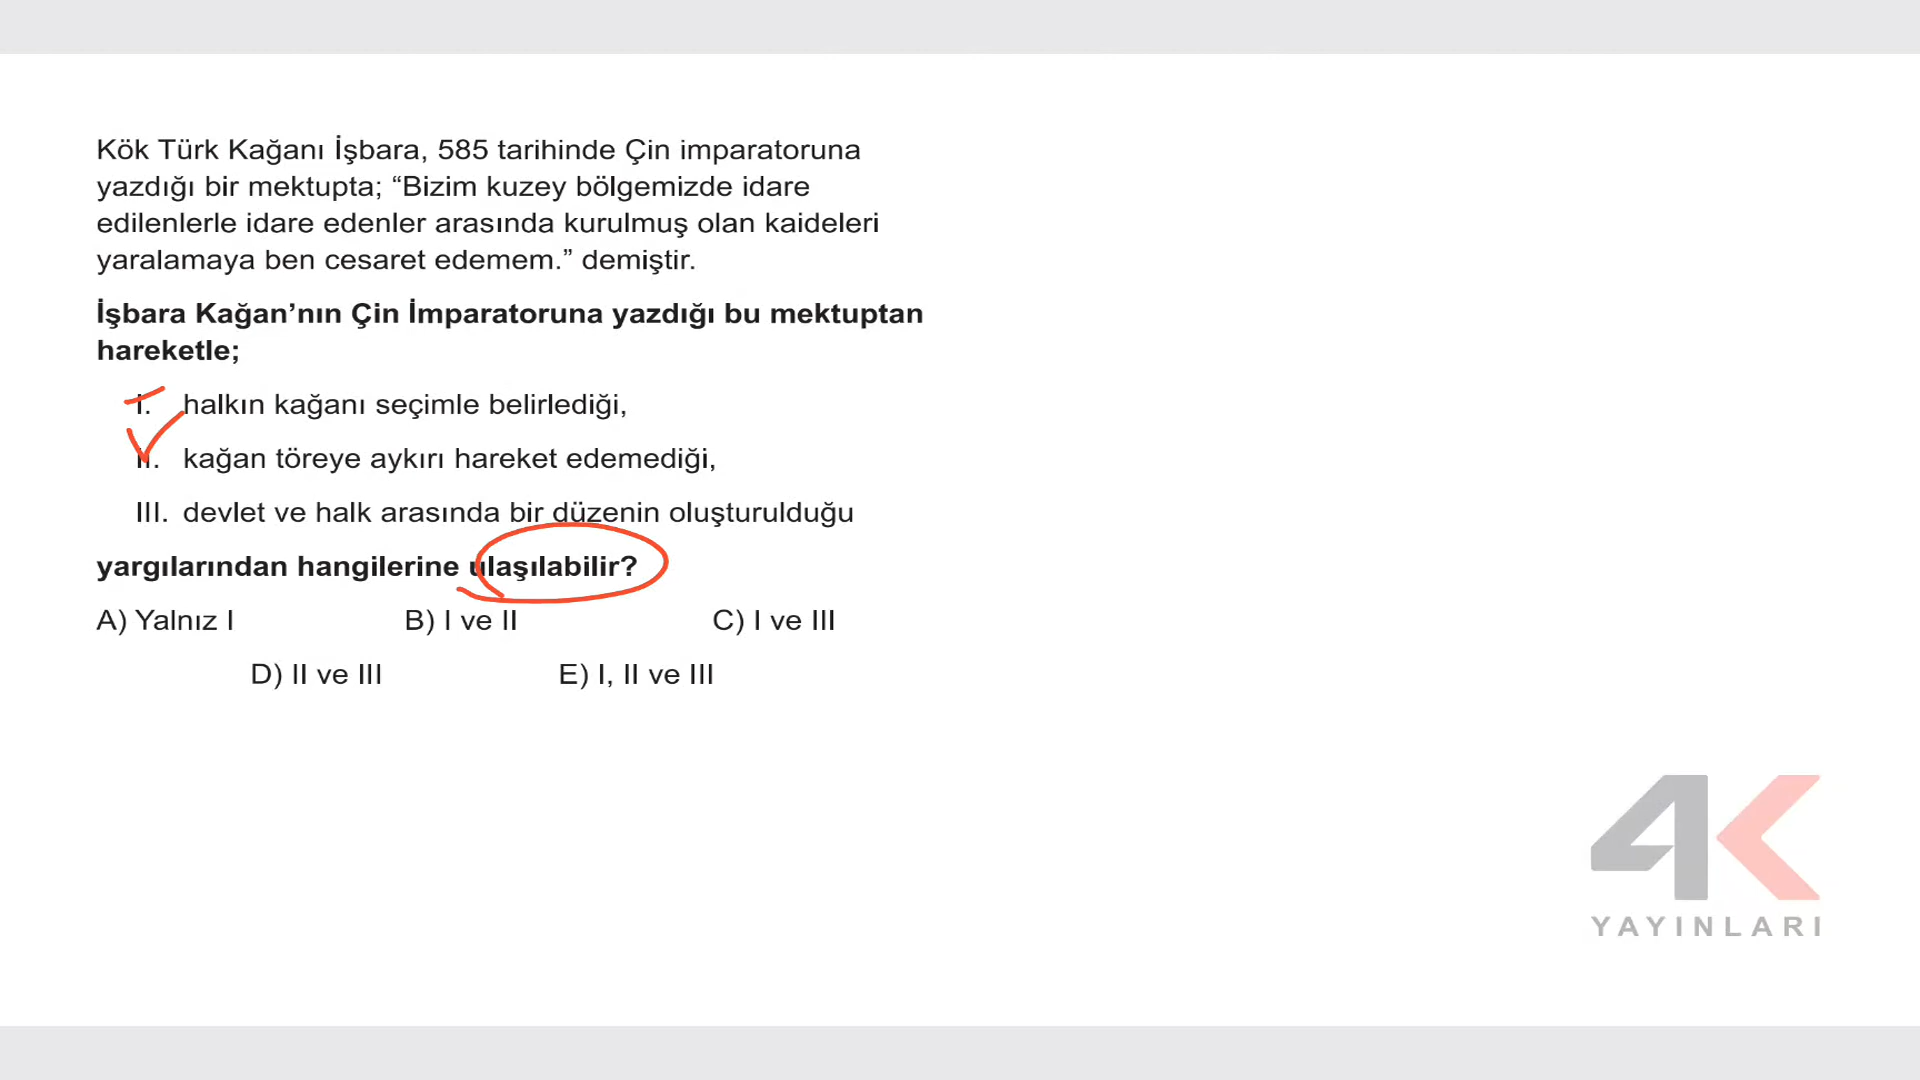 Kök Türk Kağanı İşbara, 585 tarihinde Çin imparatoruna
yazdığı bir mektupta; “Bizim kuzey bölgemizde idare
edilenlerle idare edenler arasında kurulmuş olan kaideleri
yaralamaya ben cesaret edemem.” demiştir.
İşbara Kağan’nın Çin İmparatoruna yazdığı bu mektuptan
hareketle;
I. halkın kağanı seçimle belirlediği,
II. kağan töreye aykırı hareket edemediği,
III. devlet ve halk arasında bir düzenin oluşturulduğu
yargılarından hangilerine ulaşılabilir?
A) Yalnız I B) I ve II C) I ve III
D) II ve III E) I, II ve III
4K
YAYINLARI